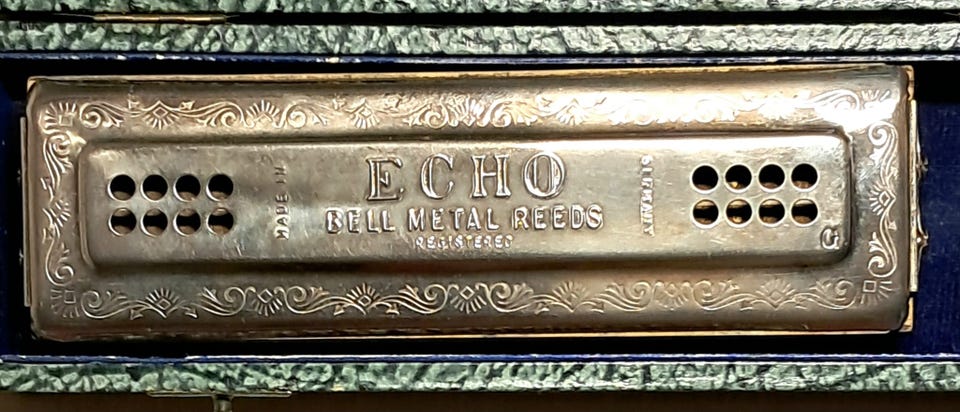 ECHO
BELL METAL REEDS
REGISTERED
MADE IN
GERMANY
G